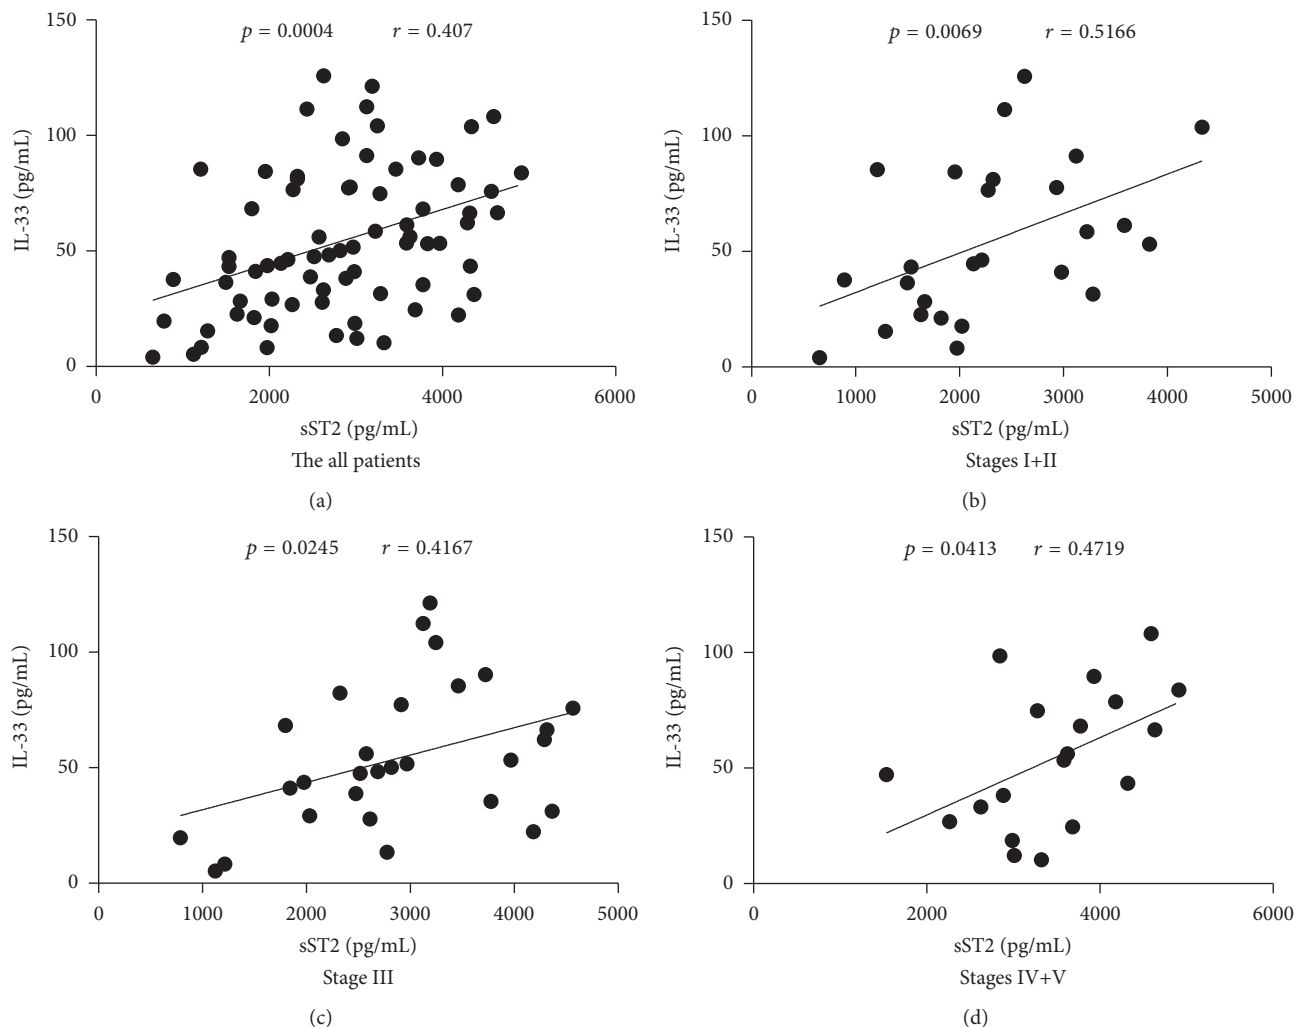 p = 0.0004 r = 0.407
150
100
50
0
IL-33 (pg/mL)
0 2000 4000 6000
sST2 (pg/mL)
The all patients
(a)
p = 0.0069 r = 0.5166
150
100
50
0
IL-33 (pg/mL)
0 1000 2000 3000 4000 5000
sST2 (pg/mL)
Stages I+II
(b)
p = 0.0245 r = 0.4167
150
100
50
0
IL-33 (pg/mL)
0 1000 2000 3000 4000 5000
sST2 (pg/mL)
Stage III
(c)
p = 0.0413 r = 0.4719
150
100
50
0
IL-33 (pg/mL)
0 2000 4000 6000
sST2 (pg/mL)
Stages IV+V
(d)